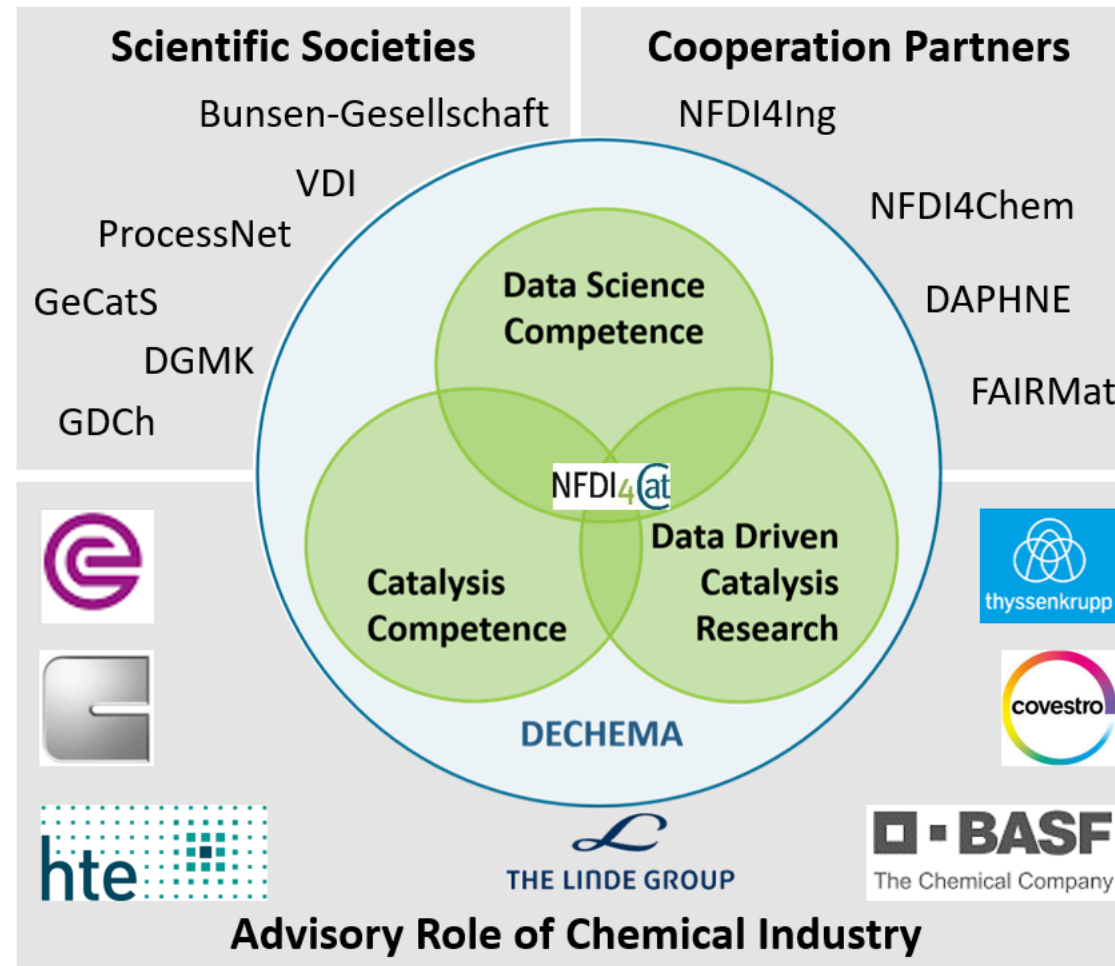 Scientific Societies
Bunsen-Gesellschaft
VDI
ProcessNet
GeCatS
DGMK
GDCh
Cooperation Partners
NFDI4Ing
NFDI4Chem
DAPHNE
FAIRMat
Data Science
Competence
NFDI4Cat
Catalysis
Competence
Data Driven
Catalysis
Research
DECHEMA
thyssenkrupp
covestro
hte
THE LINDE GROUP
BASF
The Chemical Company
Advisory Role of Chemical Industry